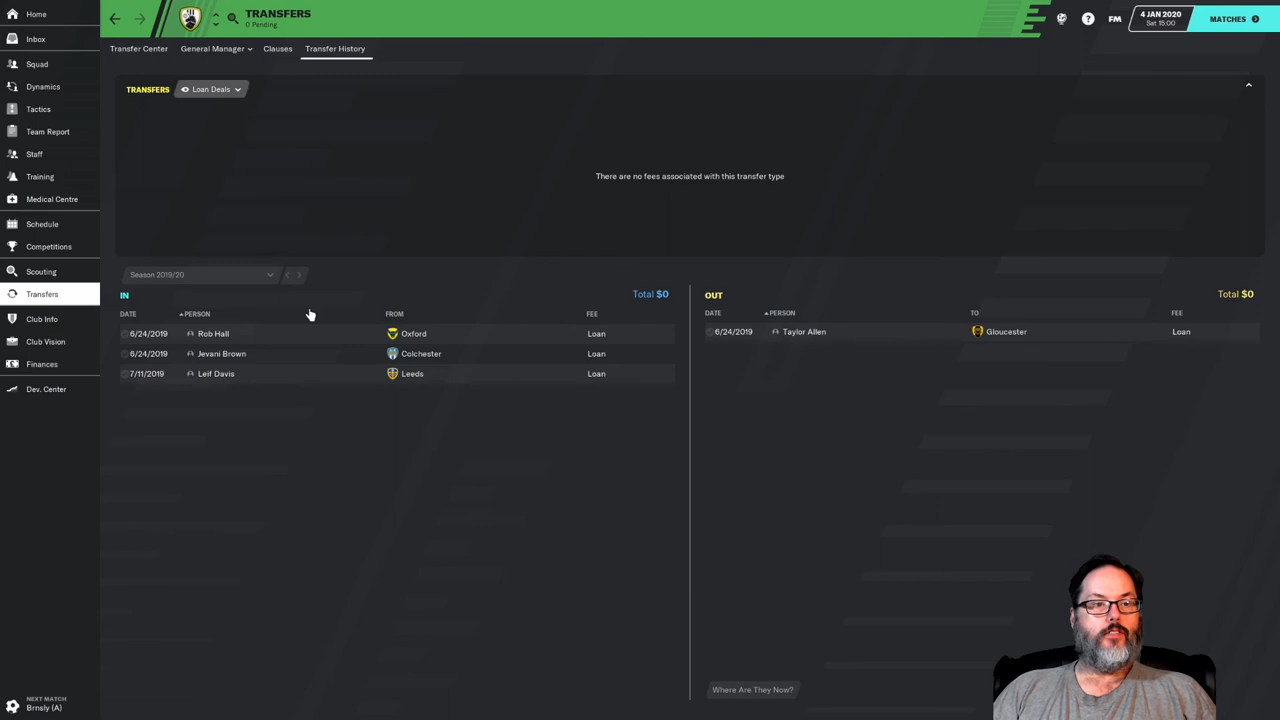 Home
Inbox
Squad
Dynamics
Tactics
Team Report
Staff
Training
Medical Centre
Schedule
Competitions
Scouting
Transfers
Club Info
Club Vision
Finances
Dev. Center
NEXT MATCH
Brnsly (A)
TRANSFERS
0 Pending
FM
4 JAN 2020
Sat 15:00
MATCHES
Transfer Center
General Manager
Clauses
Transfer History
TRANSFERS
Loan Deals
There are no fees associated with this transfer type
Season 2019/20
IN
Total $0
DATE PERSON FROM FEE
6/24/2019 Rob Hall Oxford Loan
6/24/2019 Jevani Brown Colchester Loan
7/11/2019 Leif Davis Leeds Loan
OUT
Total $0
DATE PERSON TO FEE
6/24/2019 Taylor Allen Gloucester Loan
Where Are They Now?